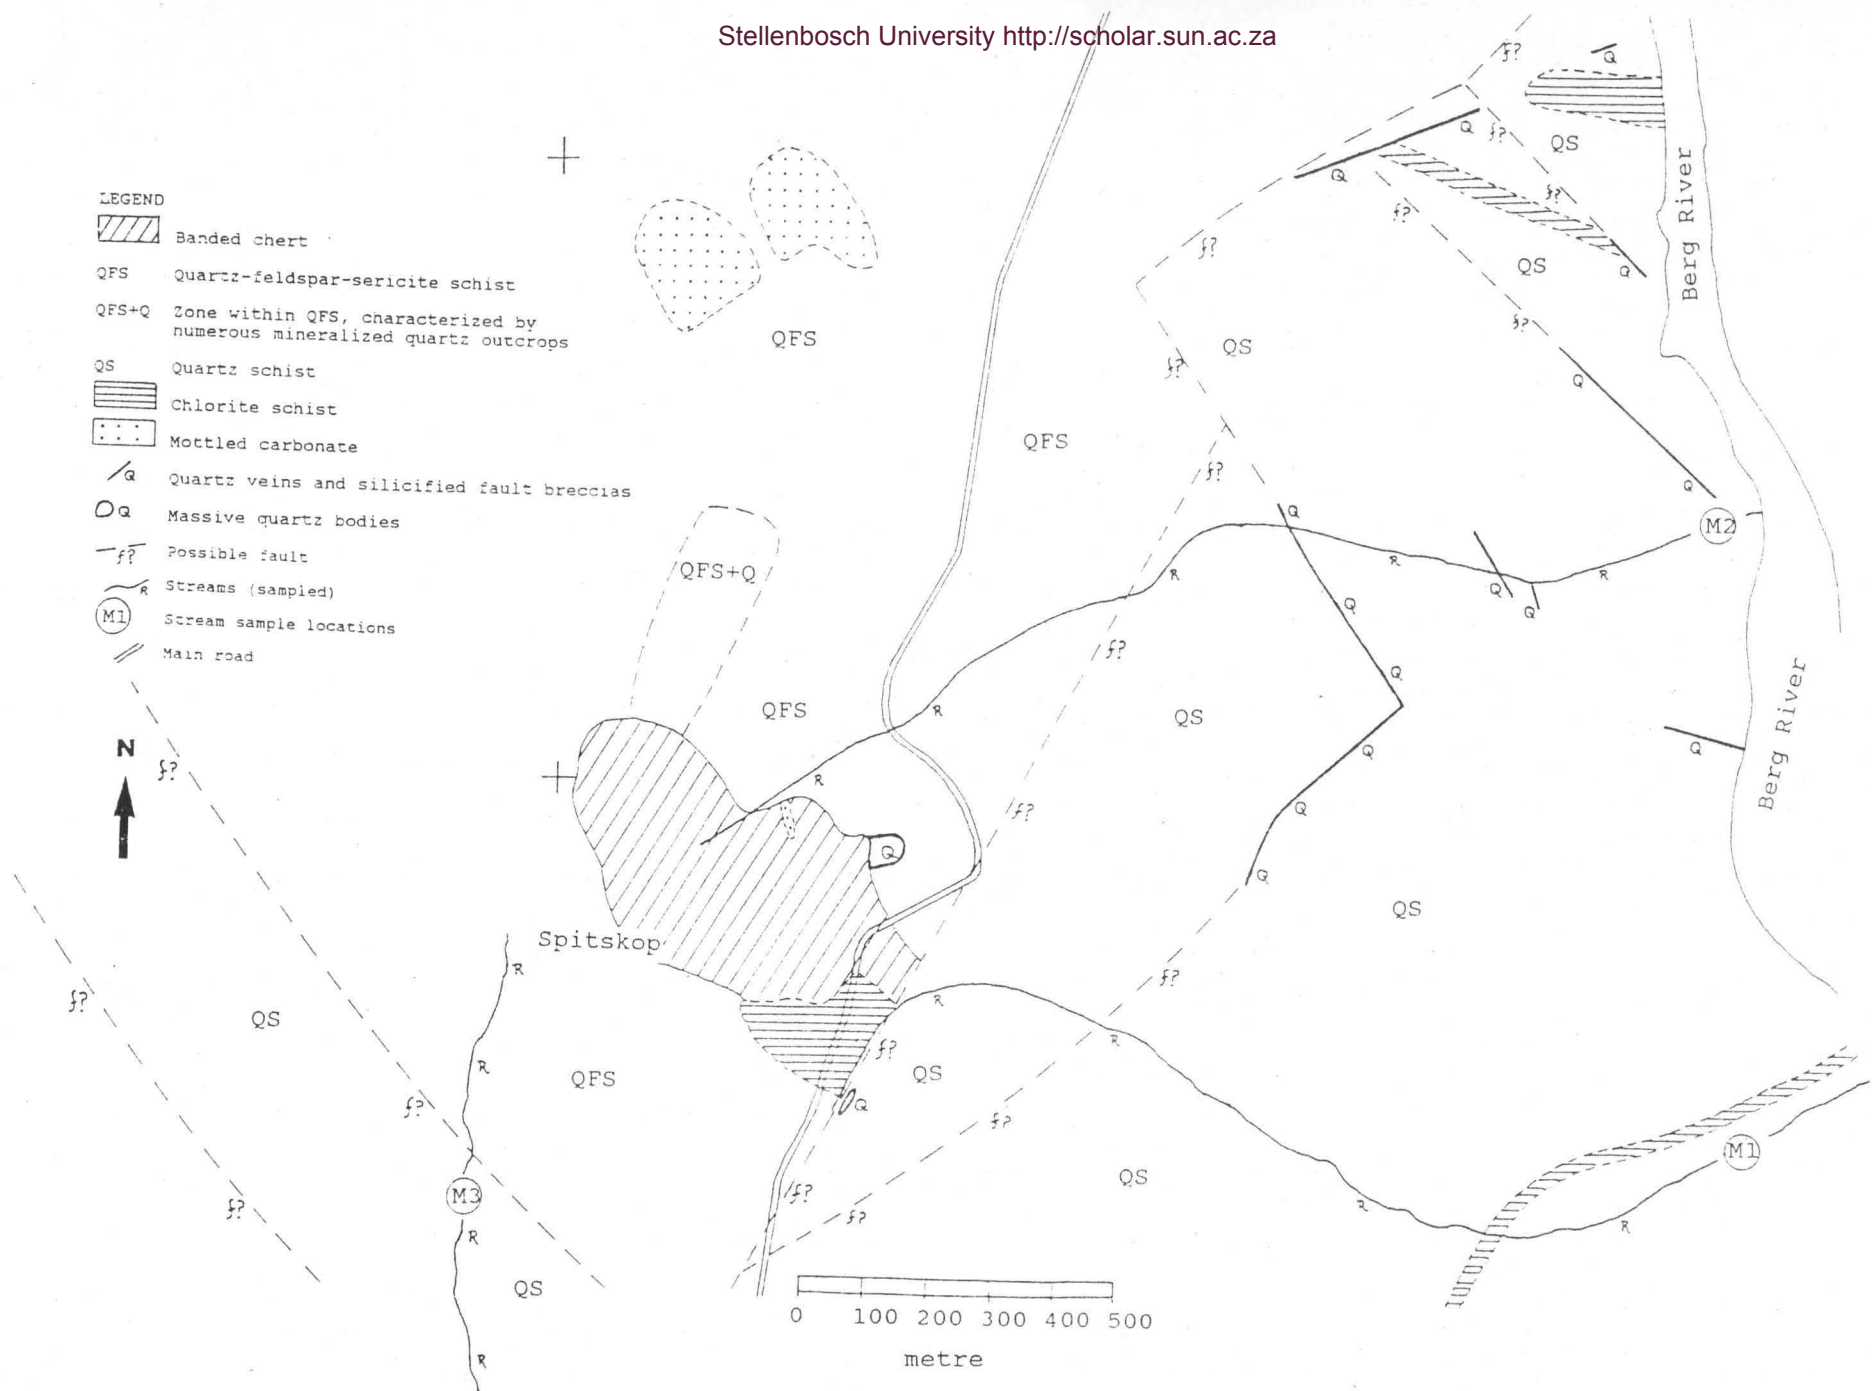 Stellenbosch University http://scholar.sun.ac.za
LEGEND
Banded chert
QFS Quartz-feldspar-sericite schist
QFS+Q Zone within QFS, characterized by
numerous mineralized quartz outcrops
QS Quartz schist
Chlorite schist
Mottled carbonate
Q Quartz veins and silicified fault breccias
Q Massive quartz bodies
f? Possible fault
R Streams (sampled)
M1 Stream sample locations
Main road
N
f?
Q
Q
f?
QS
Q
f?
f?
QS
Q
Berg River
f?
QFS
f?
QS
f?
Q
QFS
f?
Q
M2
Q
QFS+Q
R
R
Q
Q
R
Q
f?
Q
QFS
R
QS
Q
Q
Berg River
f?
R
f?
Q
Q
Q
QS
Spitskop
R
f?
R
f?
QS
R
f?
R
QFS
QS
f?
Q
f?
M1
QS
M3
f?
f?
f?
R
R
R
QS
0 100 200 300 400 500
metre
R